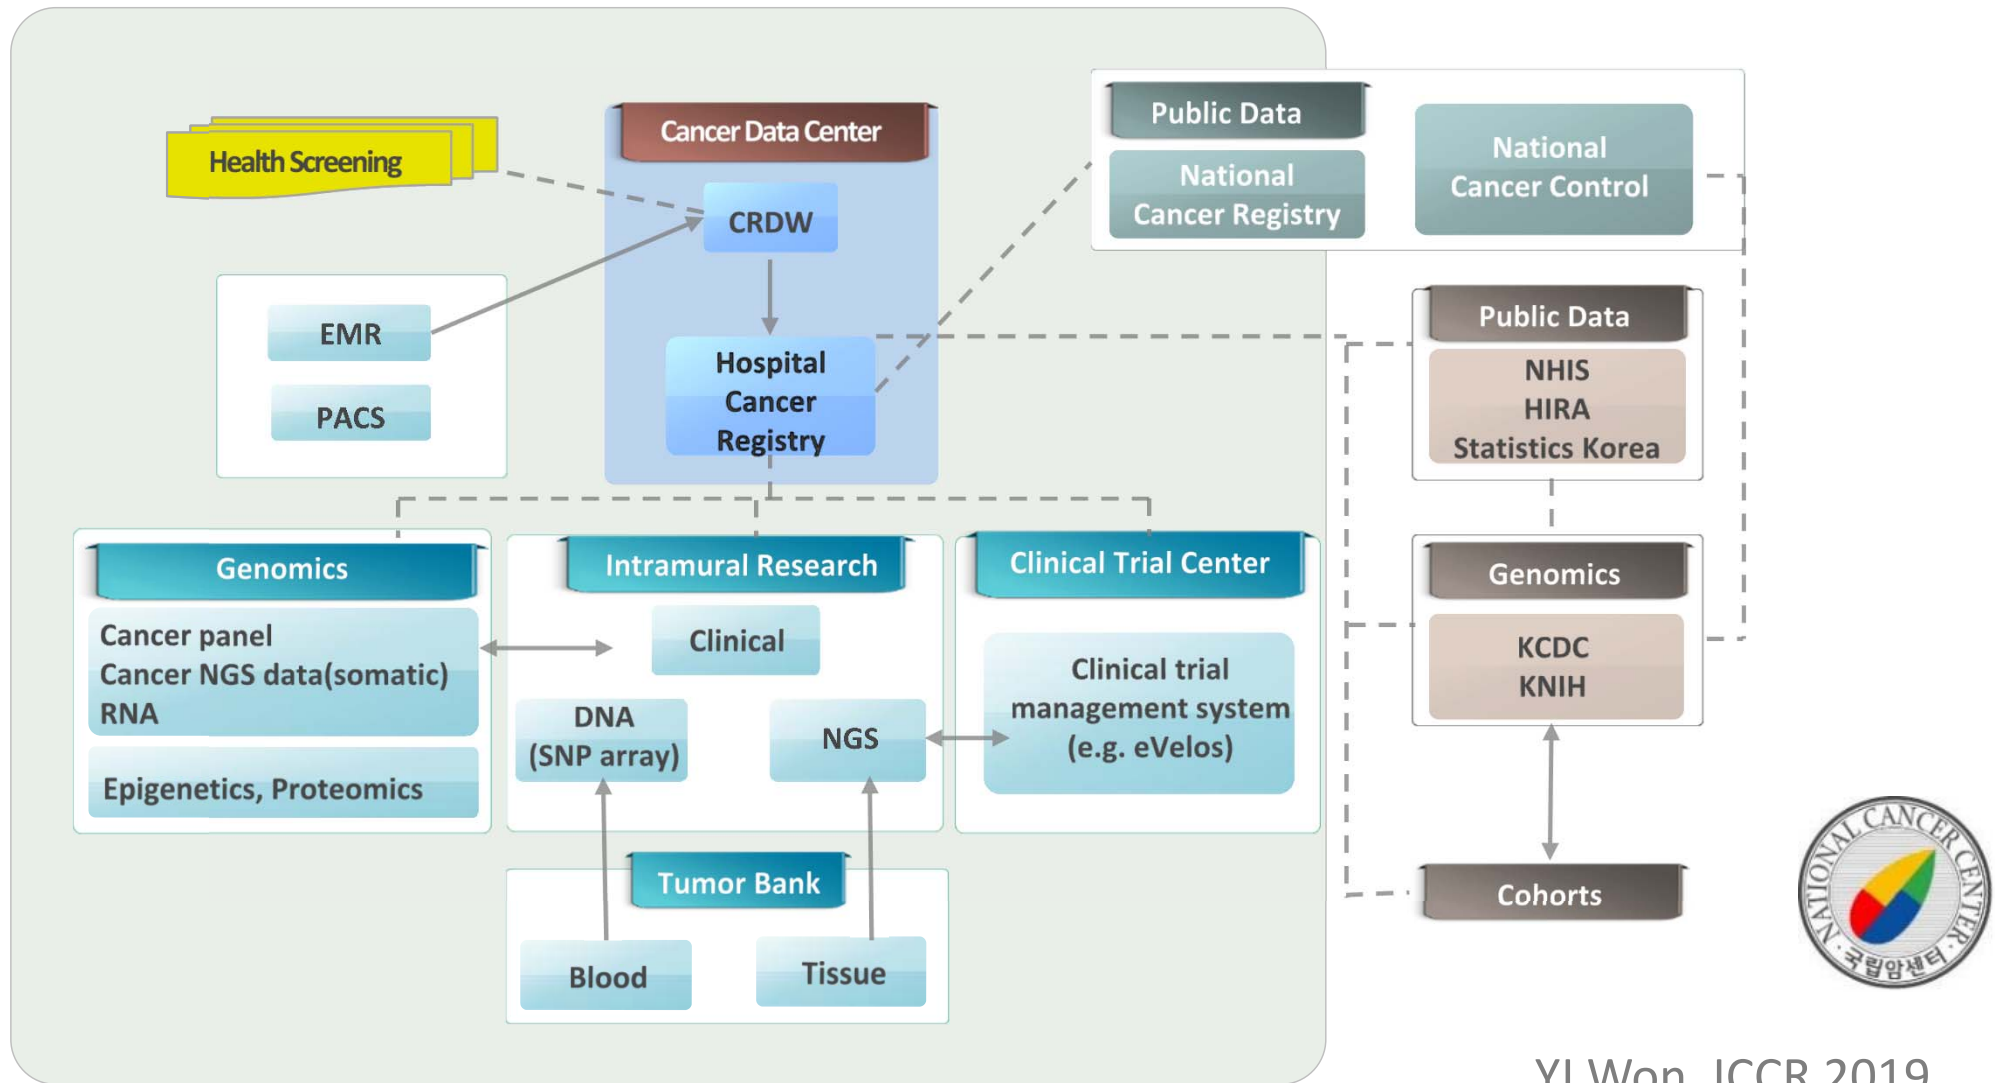 Health Screening
Cancer Data Center
CRDW
Hospital
Cancer
Registry
EMR
PACS
Public Data
National
Cancer Registry
National
Cancer Control
Public Data
NHIS
HIRA
Statistics Korea
Genomics
KCDC
KNIH
Cohorts
Genomics
Cancer panel
Cancer NGS data(somatic)
RNA
Epigenetics, Proteomics
Intramural Research
Clinical
DNA
(SNP array)
NGS
Clinical Trial Center
Clinical trial
management system
(e.g. eVelos)
Tumor Bank
Blood
Tissue
NATIONAL CANCER CENTER
국립암센터
YJ Won, ICCR 2019